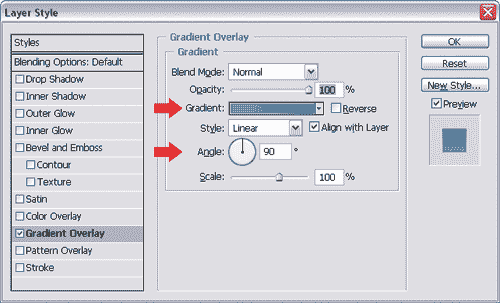 Layer Style
Styles
Blending Options: Default
Drop Shadow
Inner Shadow
Outer Glow
Inner Glow
Bevel and Emboss
Contour
Texture
Satin
Color Overlay
Gradient Overlay
Pattern Overlay
Stroke
Gradient Overlay
Gradient
Blend Mode: Normal
Opacity: 100 %
Gradient: Reverse
Style: Linear Align with Layer
Angle: 90 °
Scale: 100 %
OK
Reset
New Style...
Preview